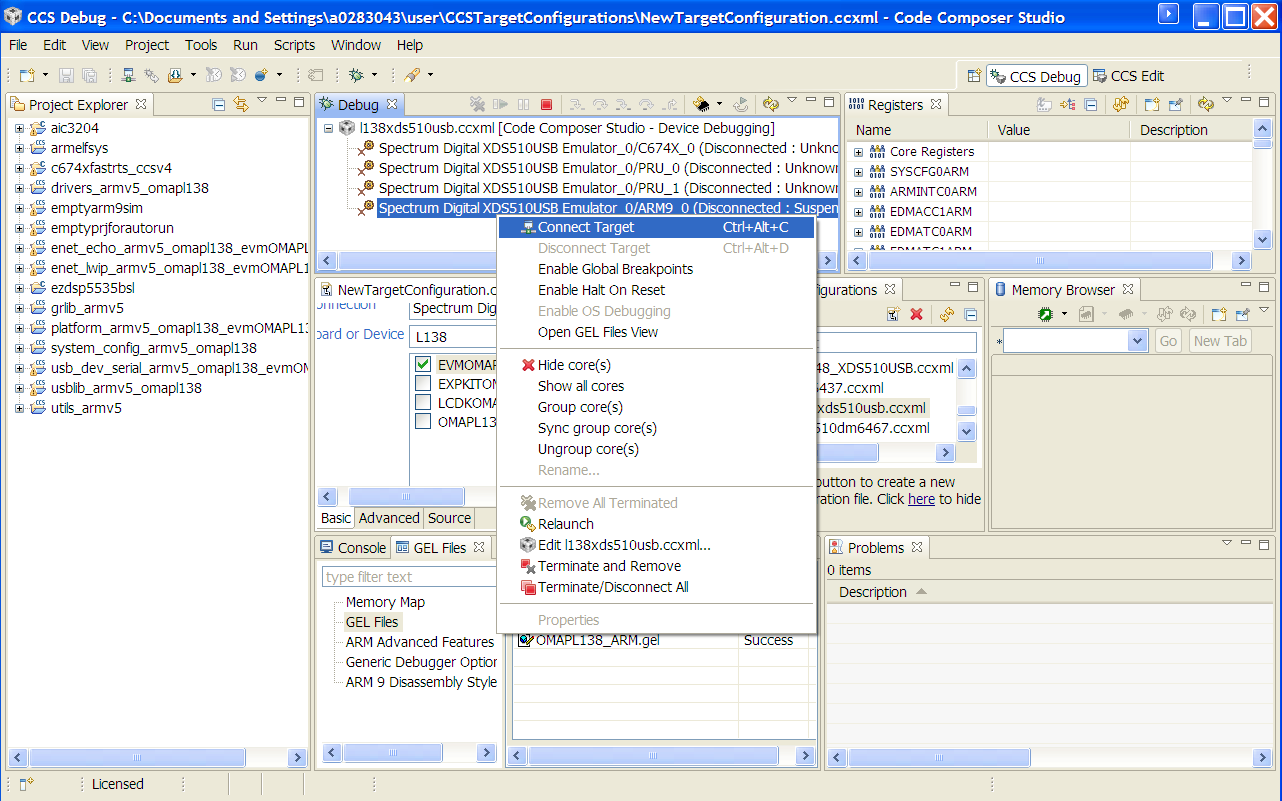 CCS Debug - C:\Documents and Settings\a0283043\user\CCSTargetConfigurations\NewTargetConfiguration.ccxml - Code Composer Studio
File Edit View Project Tools Run Scripts Window Help
CCS Debug CCS Edit
Project Explorer
aic3204
armelfsys
c674xfastrts_ccsv4
drivers_armv5_omapl138
emptyarm9sim
emptyprjforautorun
enet_echo_armv5_omapl138_evmOMAPL
enet_lwip_armv5_omapl138_evmOMAPL1
ezdsp5535bsl
grlib_armv5
platform_armv5_omapl138_evmOMAPL13
system_config_armv5_omapl138
usb_dev_serial_armv5_omapl138_evmO
usblib_armv5_omapl138
utils_armv5
Debug
l138xds510usb.ccxml [Code Composer Studio - Device Debugging]
Spectrum Digital XDS510USB Emulator_0/C674X_0 (Disconnected : Unkno
Spectrum Digital XDS510USB Emulator_0/PRU_0 (Disconnected : Unknown
Spectrum Digital XDS510USB Emulator_0/PRU_1 (Disconnected : Unknown
Spectrum Digital XDS510USB Emulator_0/ARM9_0 (Disconnected : Suspen
Connect Target Ctrl+Alt+C
Disconnect Target Ctrl+Alt+D
Enable Global Breakpoints
Enable Halt On Reset
Enable OS Debugging
Open GEL Files View
Hide core(s)
Show all cores
Group core(s)
Sync group core(s)
Ungroup core(s)
Rename...
Remove All Terminated
Relaunch
Edit l138xds510usb.ccxml...
Terminate and Remove
Terminate/Disconnect All
Properties
Registers
Name Value Description
Core Registers
SYSCFG0ARM
ARMINTC0ARM
EDMACC1ARM
EDMATC0ARM
EDMATC1ARM
NewTargetConfiguration.c
onnection Spectrum Dig
oard or Device L138
EVMOMAP
EXPKITOM
LCDKOMA
OMAPL13
Basic Advanced Source
gurations
48_XDS510USB.ccxml
6437.ccxml
xds510usb.ccxml
510dm6467.ccxml
button to create a new
ration file. Click here to hide
Memory Browser
* Go New Tab
Console GEL Files
type filter text
Memory Map
GEL Files
ARM Advanced Features
Generic Debugger Option
ARM 9 Disassembly Style
OMAPL138_ARM.gel Success
Problems
0 items
Description
Licensed